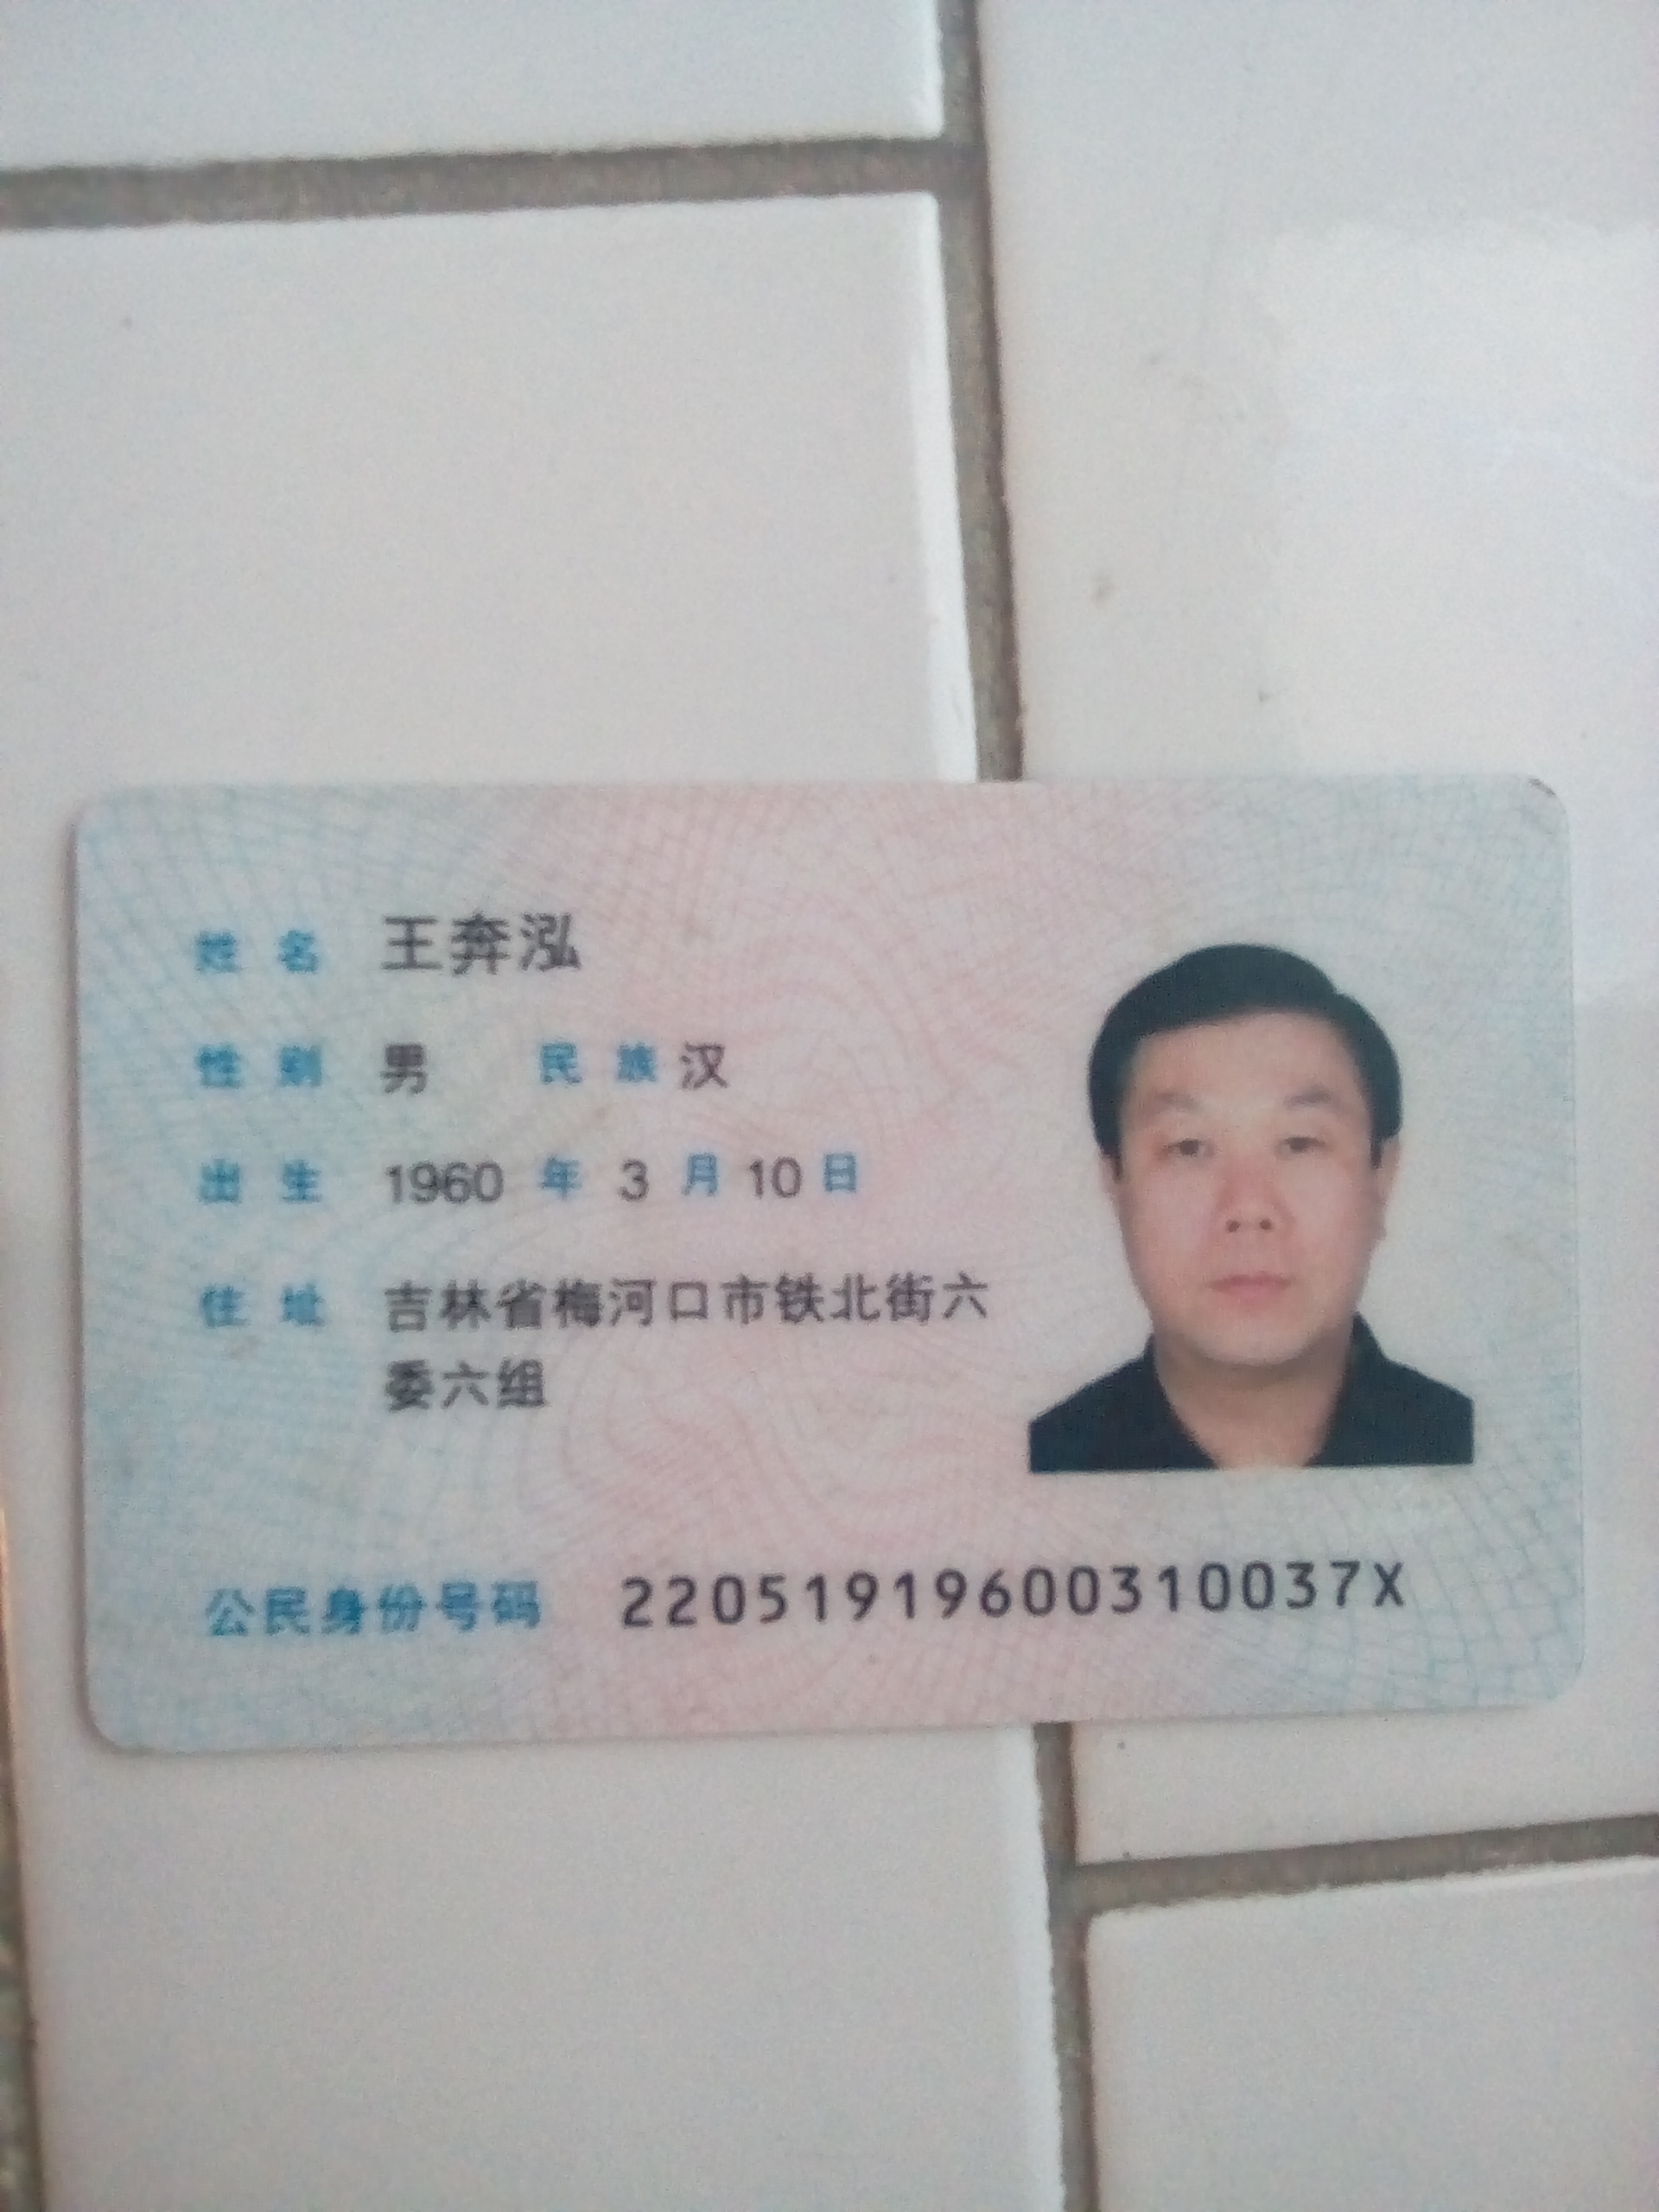 姓名 王奔泓
性别 男 民族 汉
出生 1960 年 3 月 10 日
住址 吉林省梅河口市铁北街六
委六组
公民身份号码 22051919600310037X